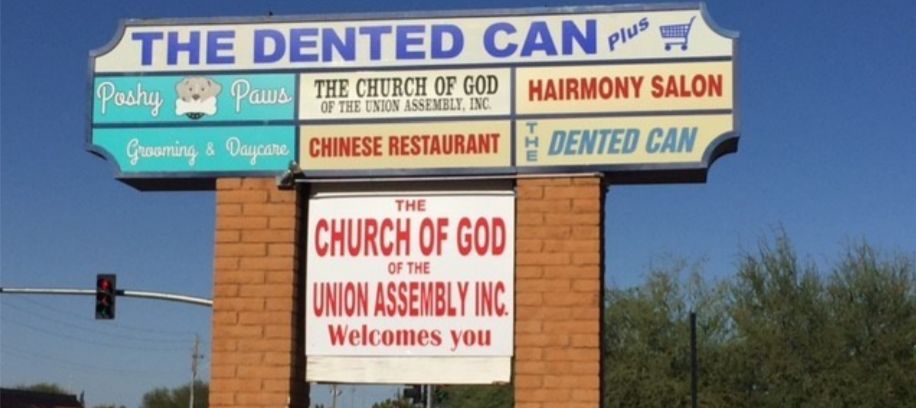 THE DENTED CAN Plus
Poshy Paws
Grooming & Daycare
THE CHURCH OF GOD
OF THE UNION ASSEMBLY, INC.
CHINESE RESTAURANT
HAIRMONY SALON
THE DENTED CAN
THE
CHURCH OF GOD
OF THE
UNION ASSEMBLY INC.
Welcomes you